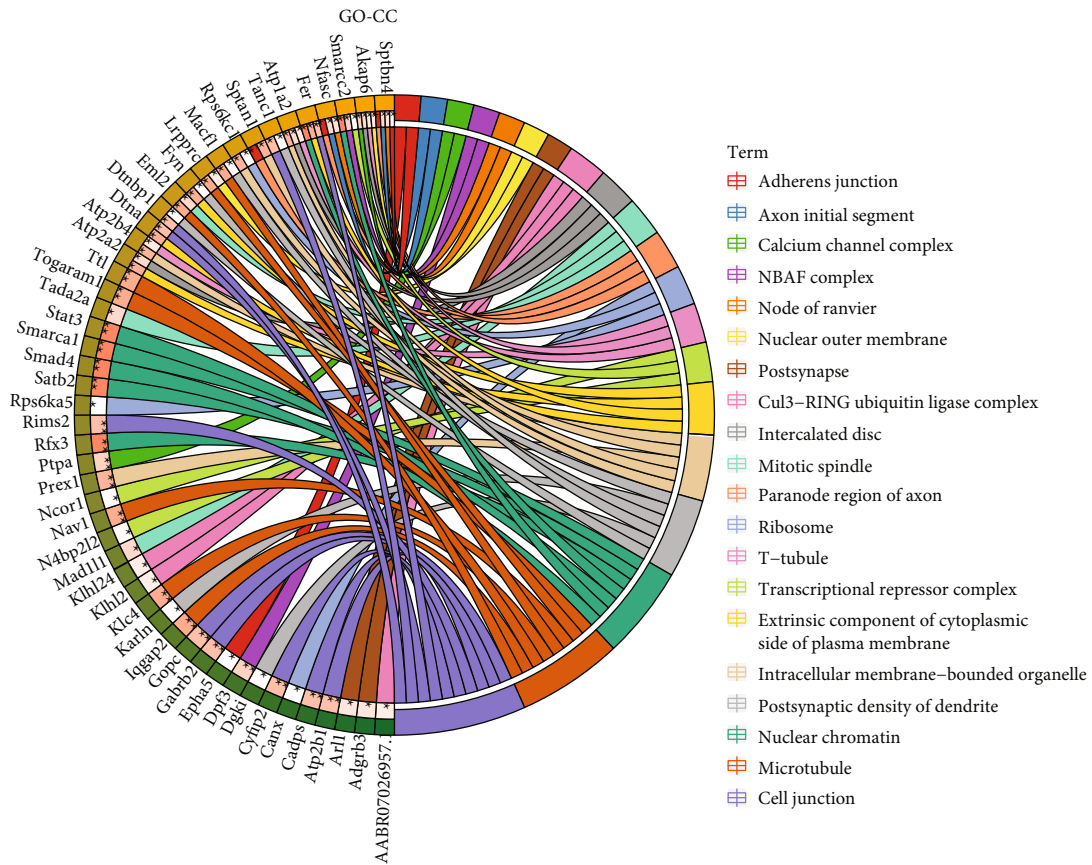 GO-CC
Sptbn4
Akap6
Smarcc2
Nfasc
Fer
Atp1a2
Tanc1
Sptan1
Rps6kc1
Macf1
Lrpprc
Fyn
Eml2
Dtnbp1
Dtna
Atp2b4
Atp2a2
Ttl
Togaram1
Tada2a
Stat3
Smarca1
Smad4
Satb2
Rps6ka5
Rims2
Rfx3
Ptpa
Prex1
Ncor1
Nav1
N4bp2l2
Mad1l1
Klhl24
Klhl2
Klc4
Karln
Iqgap2
Gopc
Gabrb2
Epha5
Dpf3
Dgki
Cyfip2
Canx
Cadps
Atp2b1
Arl1
Adgrb3
AABR07026957.
Term
Adherens junction
Axon initial segment
Calcium channel complex
NBAF complex
Node of ranvier
Nuclear outer membrane
Postsynapse
Cul3−RING ubiquitin ligase complex
Intercalated disc
Mitotic spindle
Paranode region of axon
Ribosome
T−tubule
Transcriptional repressor complex
Extrinsic component of cytoplasmic
side of plasma membrane
Intracellular membrane−bounded organelle
Postsynaptic density of dendrite
Nuclear chromatin
Microtubule
Cell junction